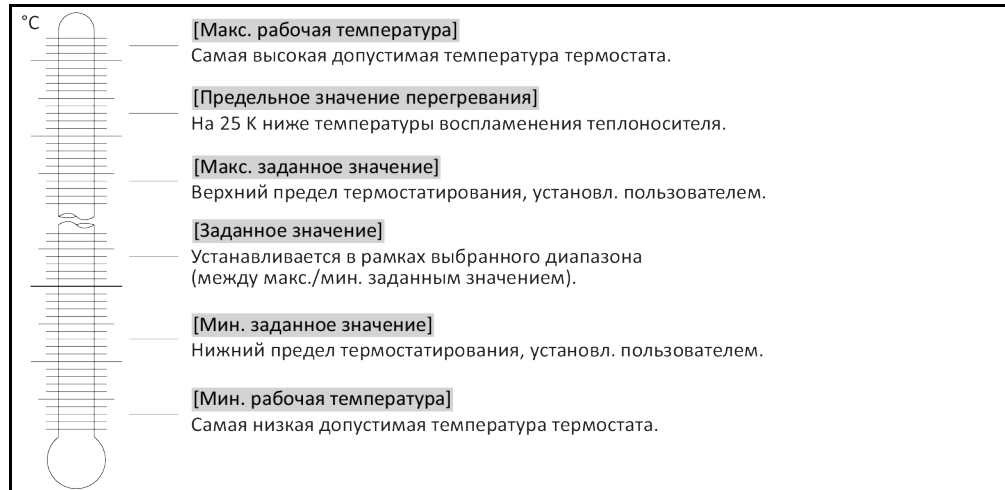 °C
[Макс. рабочая температура]
Самая высокая допустимая температура термостата.
[Предельное значение перегревания]
На 25 К ниже температуры воспламенения теплоносителя.
[Макс. заданное значение]
Верхний предел термостатирования, установл. пользователем.
[Заданное значение]
Устанавливается в рамках выбранного диапазона
(между макс./мин. заданным значением).
[Мин. заданное значение]
Нижний предел термостатирования, установл. пользователем.
[Мин. рабочая температура]
Самая низкая допустимая температура термостата.